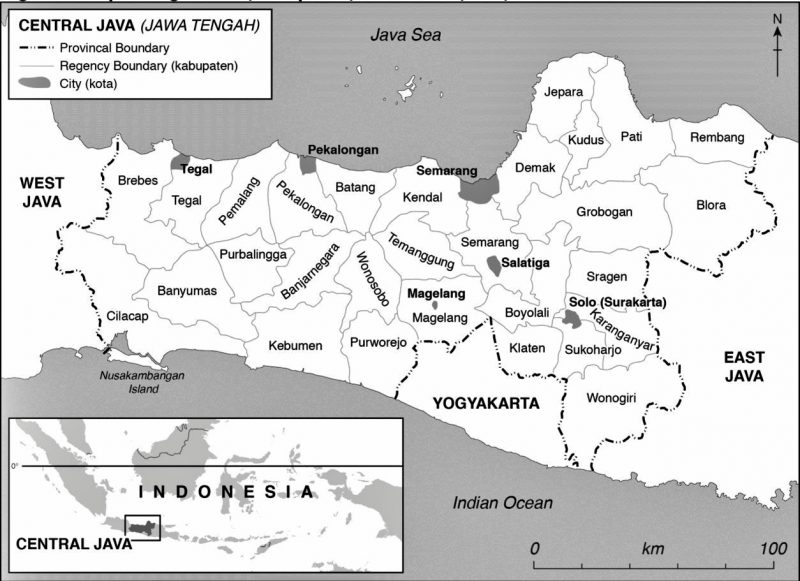 CENTRAL JAVA (JAWA TENGAH)
Provincal Boundary
Regency Boundary (kabupaten)
City (kota)
Java Sea
N
Jepara
Kudus
Pati
Rembang
Pekalongan
Tegal
Semarang
Demak
WEST
JAVA
Brebes
Tegal
Pemalang
Pekalongan
Batang
Kendal
Grobogan
Blora
Purbalingga
Banjarnegara
Wonosobo
Temanggung
Semarang
Salatiga
Sragen
Banyumas
Magelang
Magelang
Boyolali
Solo (Surakarta)
Karanganyar
Cilacap
Kebumen
Purworejo
Klaten
Sukoharjo
EAST
JAVA
Nusakambangan
Island
YOGYAKARTA
Wonogiri
0°
INDONESIA
CENTRAL JAVA
Indian Ocean
0 km 100